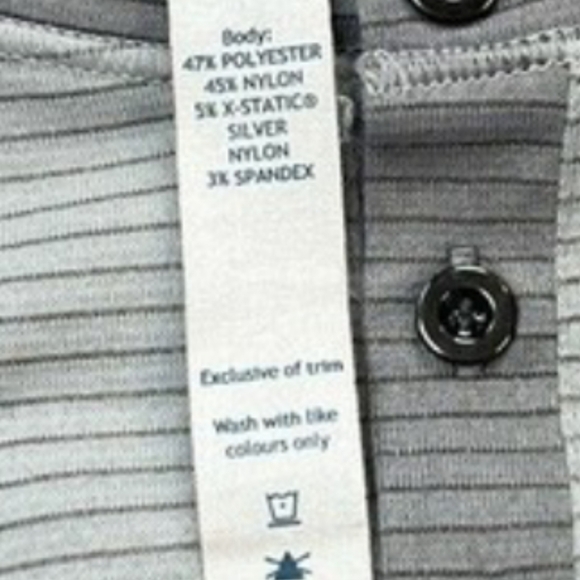 Body:
47% POLYESTER
45% NYLON
5% X-STATIC®
SILVER
NYLON
3% SPANDEX
Exclusive of trim
Wash with like
colours only